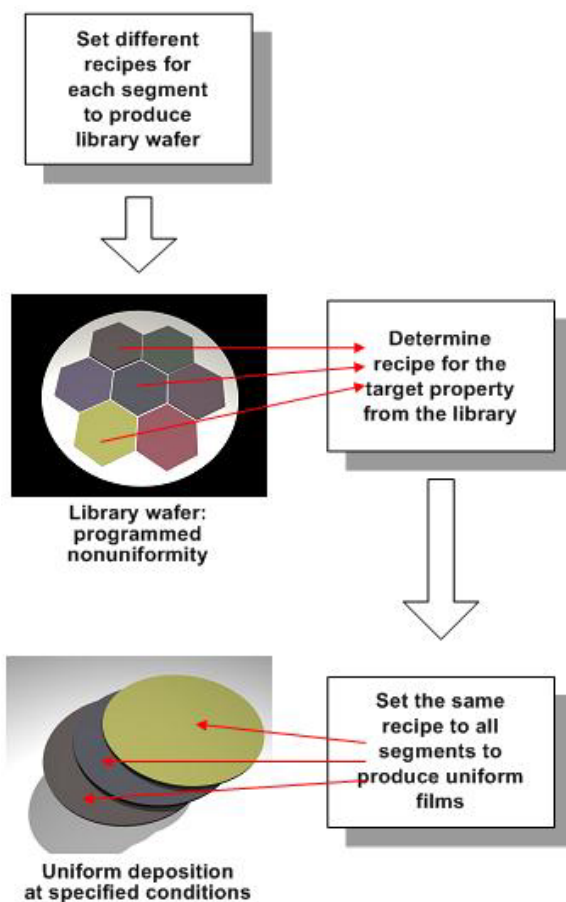 Set different
recipes for
each segment
to produce
library wafer
Determine
recipe for the
target property
from the library
Library wafer:
programmed
nonuniformity
Set the same
recipe to all
segments to
produce uniform
films
Uniform deposition
at specified conditions